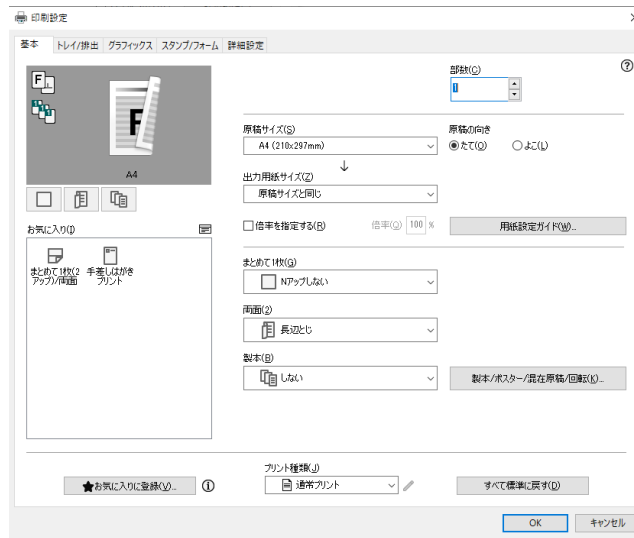 印刷設定
基本 トレイ/排出 グラフィックス スタンプ/フォーム 詳細設定
部数(C)
1
原稿サイズ(S)
A4 (210x297mm)
原稿の向き
たて(O) よこ(L)
A4
↓
出力用紙サイズ(Z)
原稿サイズと同じ
倍率を指定する(R) 倍率(Q) 100 %
用紙設定ガイド(W)...
お気に入り(I)
まとめて1枚(2アップ)/両面
手差しはがきプリント
まとめて1枚(G)
Nアップしない
両面(2)
長辺とじ
製本(B)
しない
製本/ポスター/混在原稿/回転(K)...
お気に入りに登録(V)...
プリント種類(J)
通常プリント
すべて標準に戻す(D)
OK キャンセル